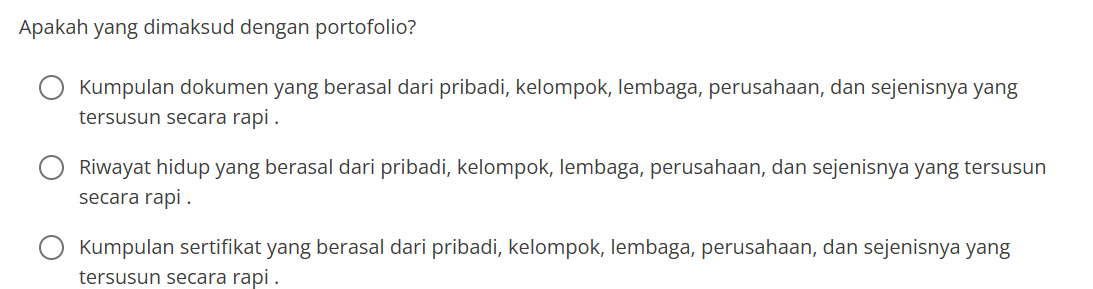 Apakah yang dimaksud dengan portofolio?
Kumpulan dokumen yang berasal dari pribadi, kelompok, lembaga, perusahaan, dan sejenisnya yang
tersusun secara rapi .
Riwayat hidup yang berasal dari pribadi, kelompok, lembaga, perusahaan, dan sejenisnya yang tersusun
secara rapi .
Kumpulan sertifikat yang berasal dari pribadi, kelompok, lembaga, perusahaan, dan sejenisnya yang
tersusun secara rapi .